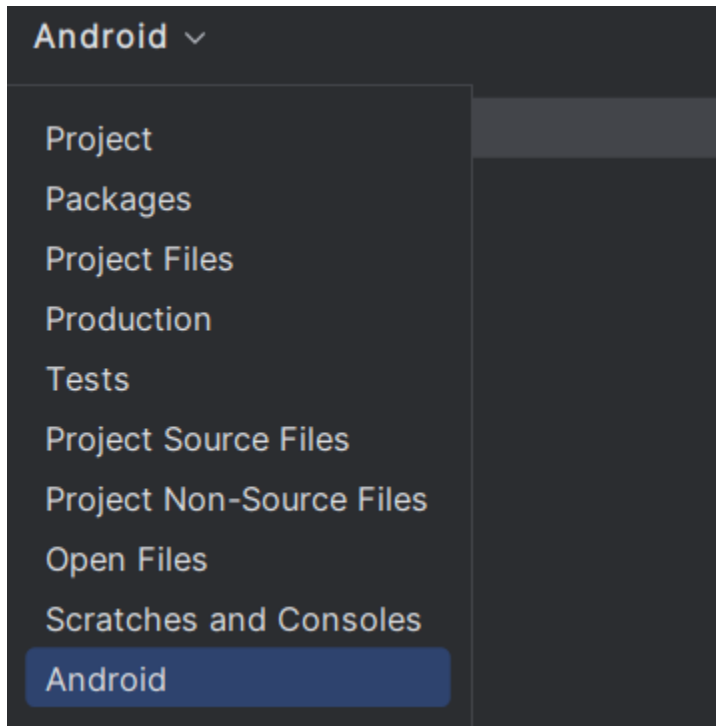 Android
Project
Packages
Project Files
Production
Tests
Project Source Files
Project Non-Source Files
Open Files
Scratches and Consoles
Android